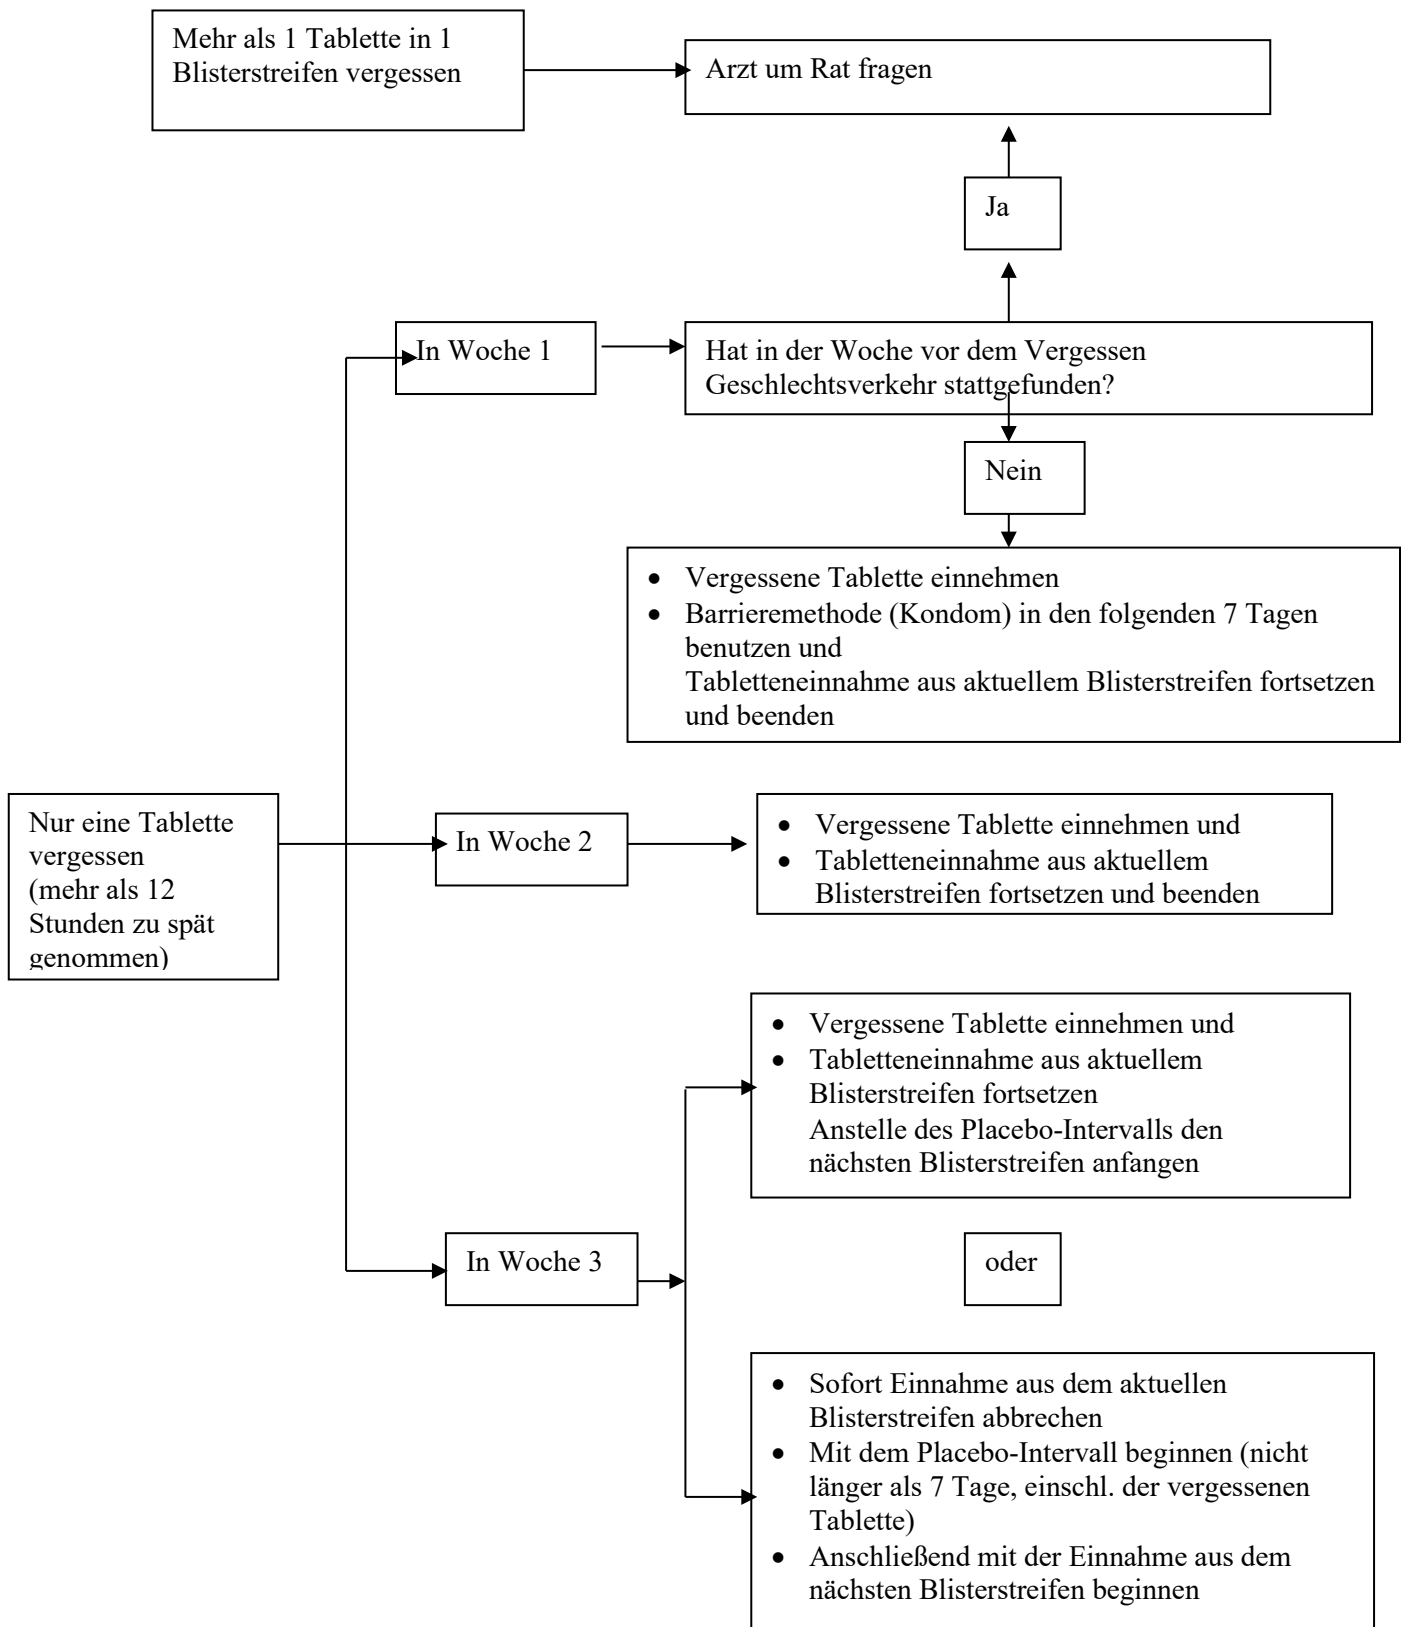 Mehr als 1 Tablette in 1
Blisterstreifen vergessen
Arzt um Rat fragen
Ja
In Woche 1
Hat in der Woche vor dem Vergessen
Geschlechtsverkehr stattgefunden?
Nein
• Vergessene Tablette einnehmen
• Barrieremethode (Kondom) in den folgenden 7 Tagen
benutzen und
Tabletteneinnahme aus aktuellem Blisterstreifen fortsetzen
und beenden
Nur eine Tablette
vergessen
(mehr als 12
Stunden zu spät
genommen)
In Woche 2
• Vergessene Tablette einnehmen und
• Tabletteneinnahme aus aktuellem
Blisterstreifen fortsetzen und beenden
• Vergessene Tablette einnehmen und
• Tabletteneinnahme aus aktuellem
Blisterstreifen fortsetzen
Anstelle des Placebo-Intervalls den
nächsten Blisterstreifen anfangen
In Woche 3
oder
• Sofort Einnahme aus dem aktuellen
Blisterstreifen abbrechen
• Mit dem Placebo-Intervall beginnen (nicht
länger als 7 Tage, einschl. der vergessenen
Tablette)
• Anschließend mit der Einnahme aus dem
nächsten Blisterstreifen beginnen